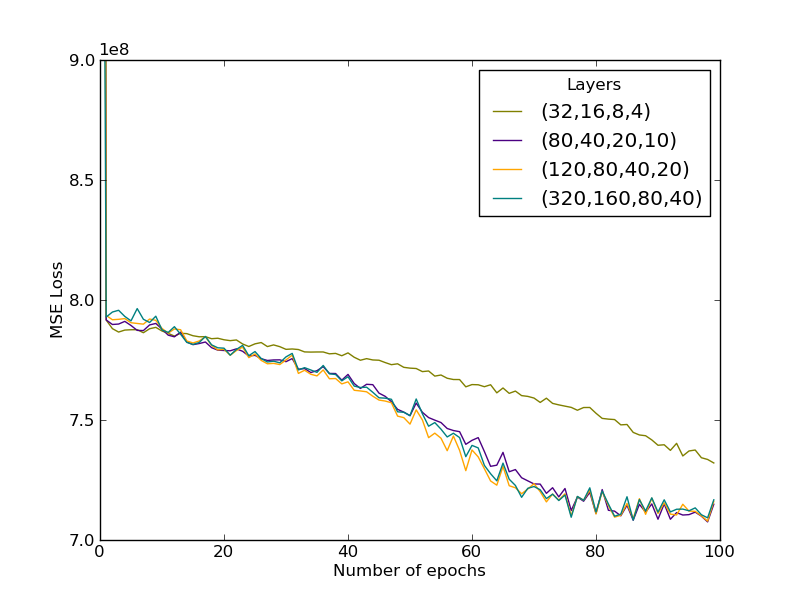 1e8
9.0
8.5
8.0
7.5
7.0
MSE Loss
Layers
(32,16,8,4)
(80,40,20,10)
(120,80,40,20)
(320,160,80,40)
0 20 40 60 80 100
Number of epochs